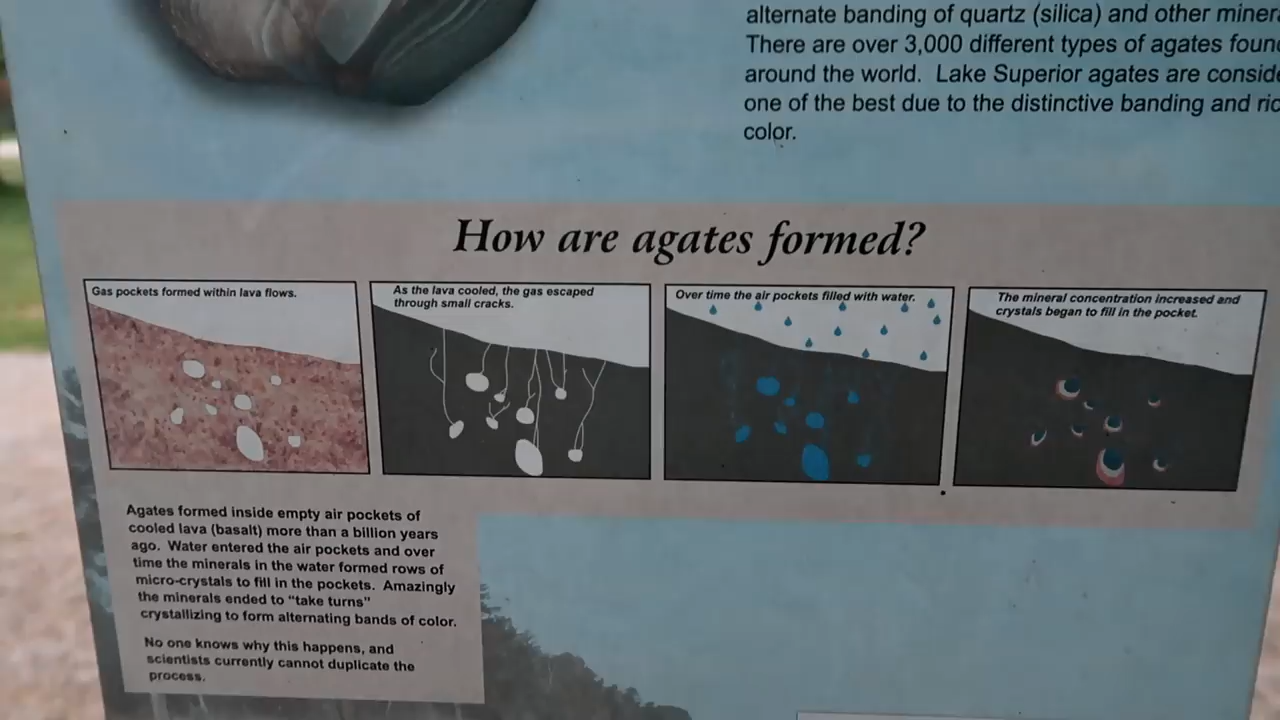 alternate banding of quartz (silica) and other
There are over 3,000 different types of agates
around the world. Lake Superior agates are
one of the best due to the distinctive banding and
color.
How are agates formed?
Gas pockets formed within lava flows.
As the lava cooled, the gas escaped
through small cracks.
Over time the air pockets filled with water.
The mineral concentration increased and
crystals began to fill in the pocket.
Agates formed inside empty air pockets of
cooled lava (basalt) more than a billion years
ago. Water entered the air pockets and over
time the minerals in the water formed rows of
micro-crystals to fill in the pockets. Amazingly
the minerals ended to “take turns”
crystallizing to form alternating bands of color.
No one knows why this happens, and
scientists currently cannot duplicate the
process.